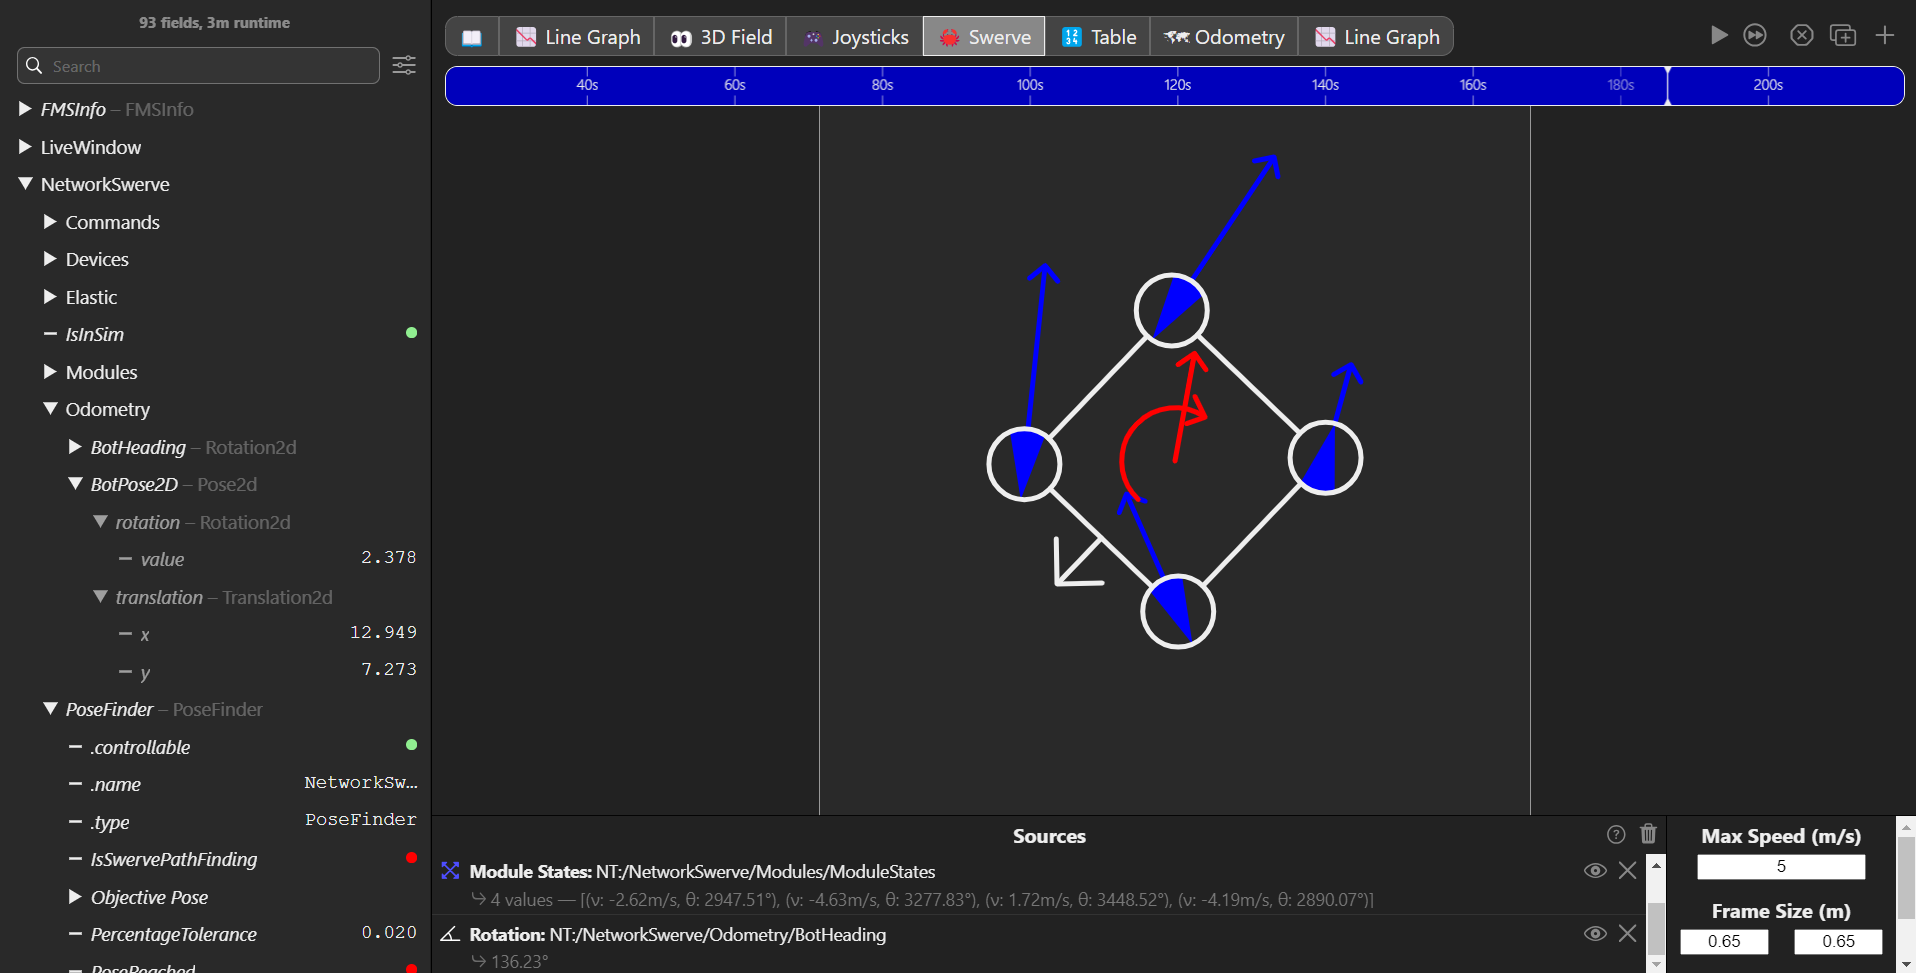 93 fields, 3m runtime
Search
FMSInfo – FMSInfo
LiveWindow
NetworkSwerve
Commands
Devices
Elastic
IsInSim
Modules
Odometry
BotHeading – Rotation2d
BotPose2D – Pose2d
rotation – Rotation2d
value 2.378
translation – Translation2d
x 12.949
y 7.273
PoseFinder – PoseFinder
.controllable
.name NetworkSw…
.type PoseFinder
IsSwervePathFinding
Objective Pose
PercentageTolerance 0.020
PoseReached
Line Graph 3D Field Joysticks Swerve Table Odometry Line Graph
40s 60s 80s 100s 120s 140s 160s 180s 200s
Sources
Module States: NT:/NetworkSwerve/Modules/ModuleStates
4 values — [(v: -2.62m/s, θ: 2947.51°), (v: -4.63m/s, θ: 3277.83°), (v: 1.72m/s, θ: 3448.52°), (v: -4.19m/s, θ: 2890.07°)]
Rotation: NT:/NetworkSwerve/Odometry/BotHeading
136.23°
Max Speed (m/s)
5
Frame Size (m)
0.65 0.65